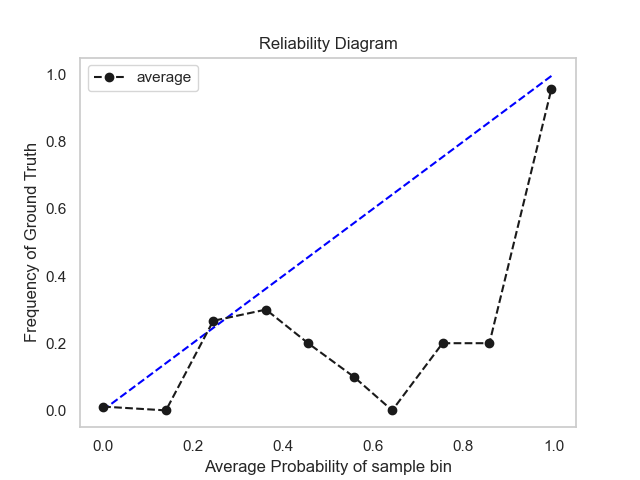 Reliability Diagram
average
Frequency of Ground Truth
1.0
0.8
0.6
0.4
0.2
0.0
0.0 0.2 0.4 0.6 0.8 1.0
Average Probability of sample bin